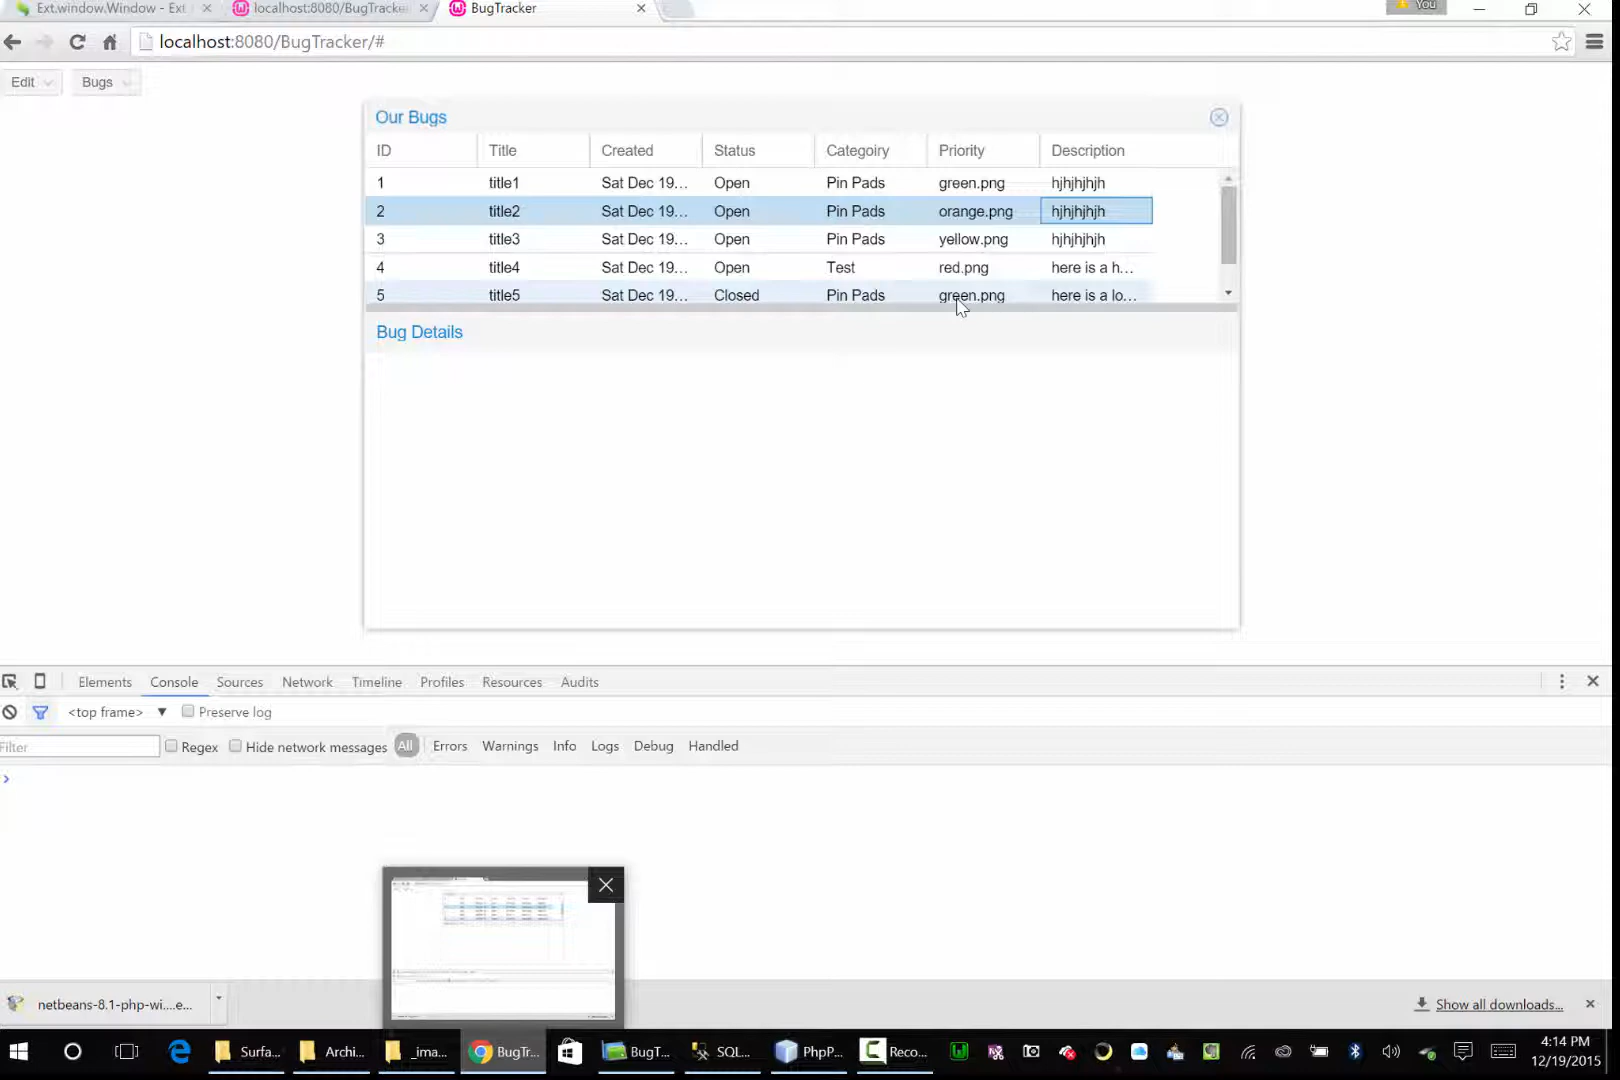 Ext.window.Window - Ext
localhost:8080/BugTracker
BugTracker
YOU
localhost:8080/BugTracker/#
Edit
Bugs
Our Bugs
ID Title Created Status Categoiry Priority Description
1 title1 Sat Dec 19... Open Pin Pads green.png hjhjhjhjh
2 title2 Sat Dec 19... Open Pin Pads orange.png hjhjhjhjh
3 title3 Sat Dec 19... Open Pin Pads yellow.png hjhjhjhjh
4 title4 Sat Dec 19... Open Test red.png here is a h...
5 title5 Sat Dec 19... Closed Pin Pads green.png here is a lo...
Bug Details
Elements Console Sources Network Timeline Profiles Resources Audits
<top frame> Preserve log
Filter Regex Hide network messages All Errors Warnings Info Logs Debug Handled
netbeans-8.1-php-wi....e...
Show all downloads...
Surfa... Archi... _ima... BugTr... BugT... SQL... PhpP... Reco...
4:14 PM
12/19/2015